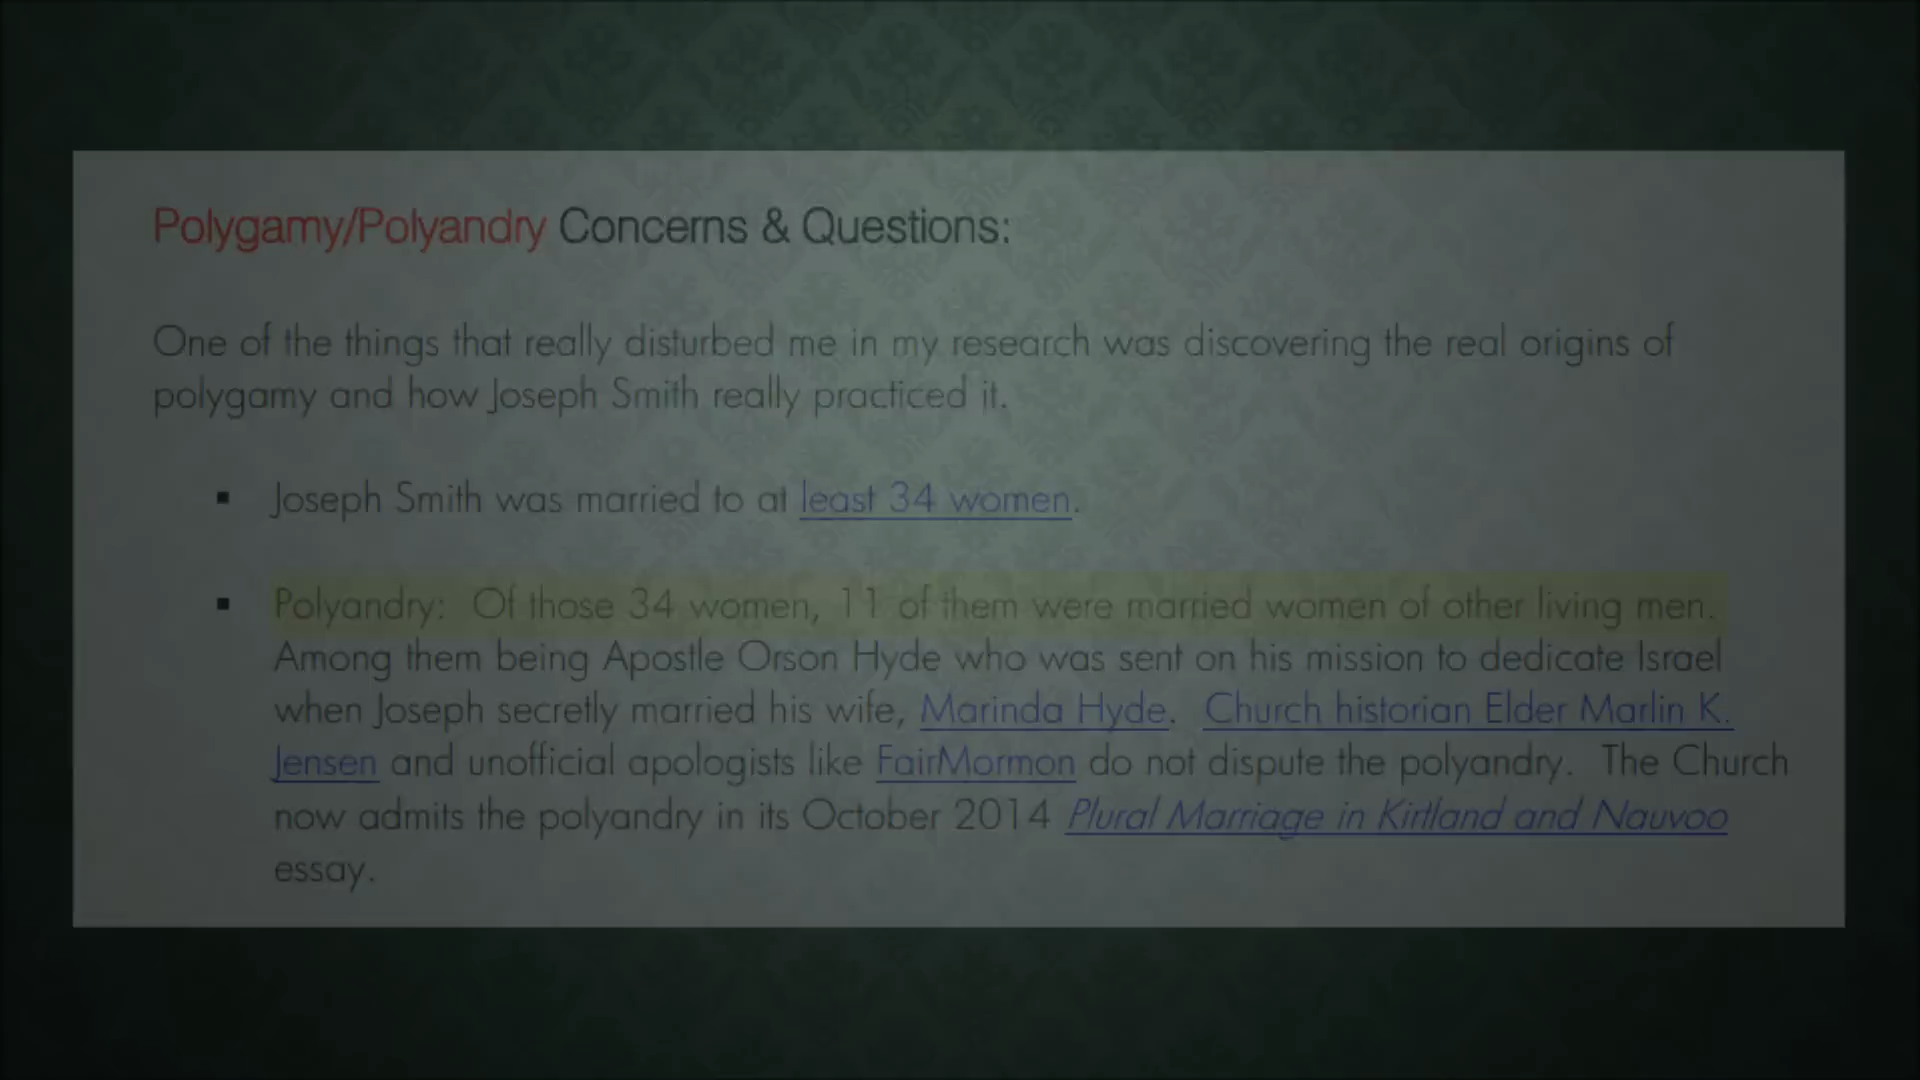 Polygamy/Polyandry Concerns & Questions:
One of the things that really disturbed me in my research was discovering the real origins of
polygamy and how Joseph Smith really practiced it.
▪ Joseph Smith was married to at least 34 women.
▪ Polyandry: Of those 34 women, 11 of them were married women of other living men.
Among them being Apostle Orson Hyde who was sent on his mission to dedicate Israel
when Joseph secretly married his wife, Marinda Hyde. Church historian Elder Marlin K.
Jensen and unofficial apologists like FairMormon do not dispute the polyandry. The Church
now admits the polyandry in its October 2014 Plural Marriage in Kirtland and Nauvoo
essay.